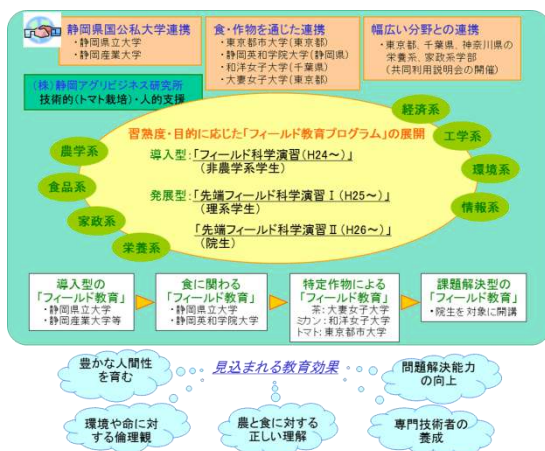 静岡県国公私大学連携
・静岡県立大学
・静岡産業大学
食・作物を通じた連携
・東京都市大学(東京都)
・静岡英和学院大学(静岡県)
・和洋女子大学(千葉県)
・大妻女子大学(東京都)
幅広い分野との連携
・東京都、千葉県、神奈川県の
栄養系、家政系学部
(共同利用説明会の開催)
(株)静岡アグリビジネス研究所
技術的(トマト栽培)・人的支援
習熟度・目的に応じた「フィールド教育プログラム」の展開
導入型:「フィールド科学演習(H24～)」
(非農学系学生)
発展型:「先端フィールド科学演習Ⅰ(H25～)」
(理系学生)
「先端フィールド科学演習Ⅱ(H26～)」
(院生)
農学系
食品系
家政系
栄養系
経済系
工学系
環境系
情報系
導入型の
「フィールド教育」
・静岡県立大学
・静岡産業大学等
食に関わる
「フィールド教育」
・静岡県立大学
・静岡英和学院大学
特定作物による
「フィールド教育」
茶:大妻女子大学
ミカン:和洋女子大学
トマト:東京都市大学
課題解決型の
「フィールド教育」
・院生を対象に開講
見込まれる教育効果
豊かな人間性
を育む
問題解決能力
の向上
環境や命に対
する倫理観
農と食に対する
正しい理解
専門技術者の
養成